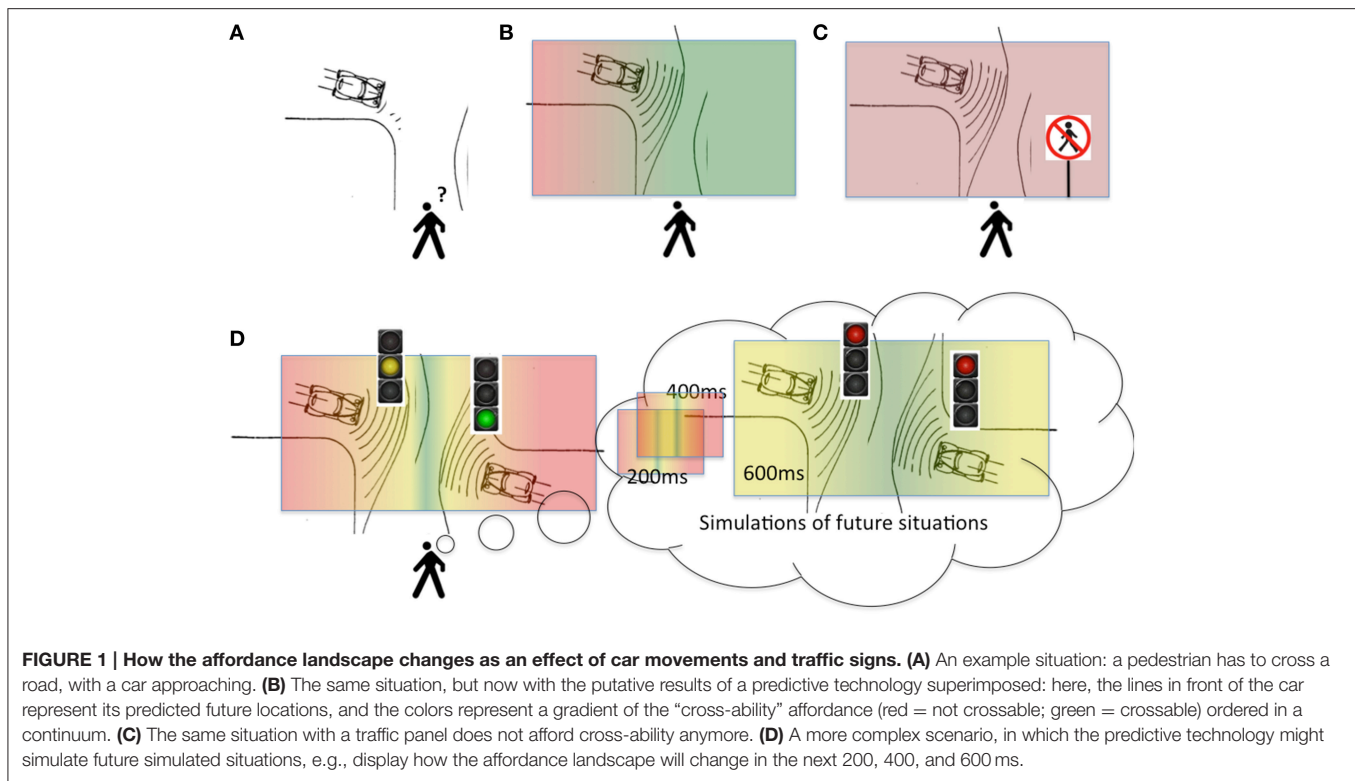 A
B
C
?
D
400ms
200ms
600ms
Simulations of future situations
FIGURE 1 | How the affordance landscape changes as an effect of car movements and traffic signs. (A) An example situation: a pedestrian has to cross a
road, with a car approaching. (B) The same situation, but now with the putative results of a predictive technology superimposed: here, the lines in front of the car
represent its predicted future locations, and the colors represent a gradient of the “cross-ability” affordance (red = not crossable; green = crossable) ordered in a
continuum. (C) The same situation with a traffic panel does not afford cross-ability anymore. (D) A more complex scenario, in which the predictive technology might
simulate future simulated situations, e.g., display how the affordance landscape will change in the next 200, 400, and 600 ms.